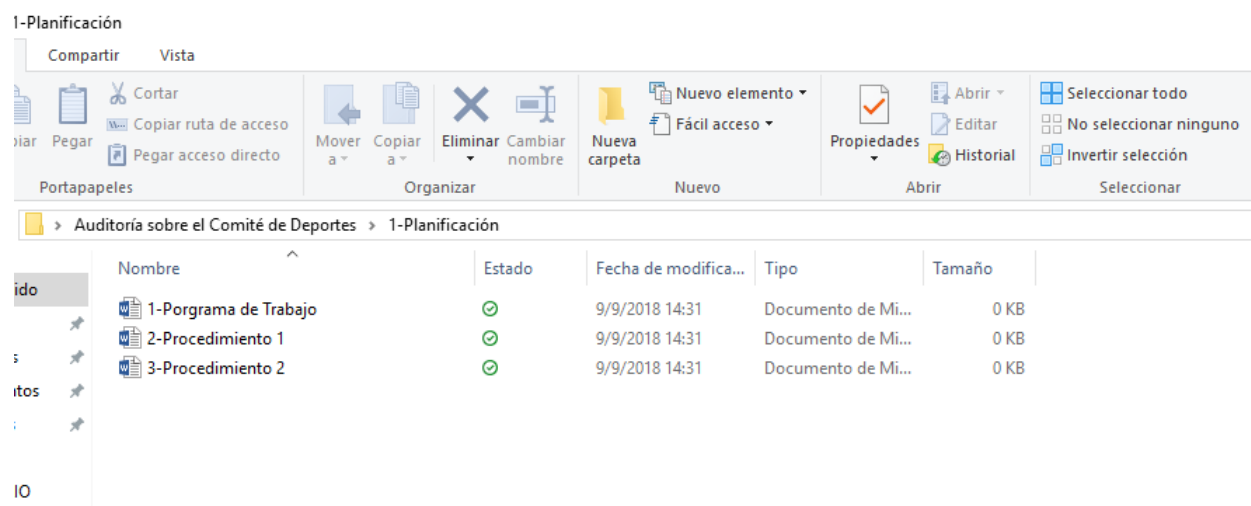 1-Planificación
Compartir Vista
Cortar
Copiar ruta de acceso
Pegar acceso directo
Pegar
Portapapeles
Mover a
Copiar a
Eliminar
Cambiar nombre
Organizar
Nueva carpeta
Nuevo elemento
Fácil acceso
Nuevo
Propiedades
Abrir
Editar
Historial
Abrir
Seleccionar todo
No seleccionar ninguno
Invertir selección
Seleccionar
Auditoría sobre el Comité de Deportes > 1-Planificación
Nombre Estado Fecha de modifica... Tipo Tamaño
1-Porgrama de Trabajo 9/9/2018 14:31 Documento de Mi... 0 KB
2-Procedimiento 1 9/9/2018 14:31 Documento de Mi... 0 KB
3-Procedimiento 2 9/9/2018 14:31 Documento de Mi... 0 KB